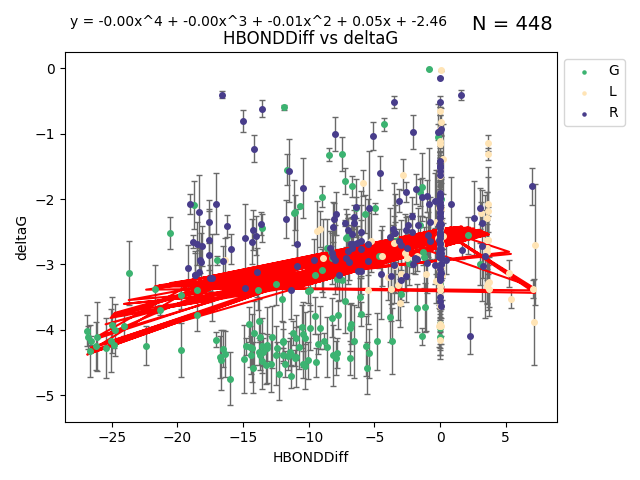 y = -0.00x^4 + -0.00x^3 + -0.01x^2 + 0.05x + -2.46
N = 448
HBONDDiff vs deltaG
G
L
R
0
−1
−2
−3
−4
−5
deltaG
−25 −20 −15 −10 −5 0 5
HBONDDiff